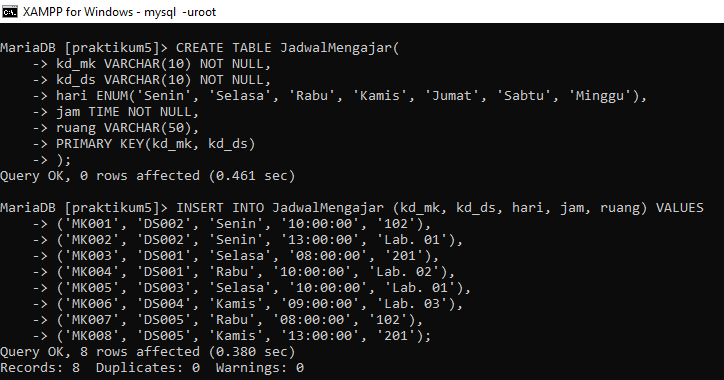 XAMPP for Windows - mysql -uroot
MariaDB [praktikum5]> CREATE TABLE JadwalMengajar(
    -> kd_mk VARCHAR(10) NOT NULL,
    -> kd_ds VARCHAR(10) NOT NULL,
    -> hari ENUM('Senin', 'Selasa', 'Rabu', 'Kamis', 'Jumat', 'Sabtu', 'Minggu'),
    -> jam TIME NOT NULL,
    -> ruang VARCHAR(50),
    -> PRIMARY KEY(kd_mk, kd_ds)
    -> );
Query OK, 0 rows affected (0.461 sec)
MariaDB [praktikum5]> INSERT INTO JadwalMengajar (kd_mk, kd_ds, hari, jam, ruang) VALUES
    -> ('MK001', 'DS002', 'Senin', '10:00:00', '102'),
    -> ('MK002', 'DS002', 'Senin', '13:00:00', 'Lab. 01'),
    -> ('MK003', 'DS001', 'Selasa', '08:00:00', '201'),
    -> ('MK004', 'DS001', 'Rabu', '10:00:00', 'Lab. 02'),
    -> ('MK005', 'DS003', 'Selasa', '10:00:00', 'Lab. 01'),
    -> ('MK006', 'DS004', 'Kamis', '09:00:00', 'Lab. 03'),
    -> ('MK007', 'DS005', 'Rabu', '08:00:00', '102'),
    -> ('MK008', 'DS005', 'Kamis', '13:00:00', '201');
Query OK, 8 rows affected (0.380 sec)
Records: 8  Duplicates: 0  Warnings: 0